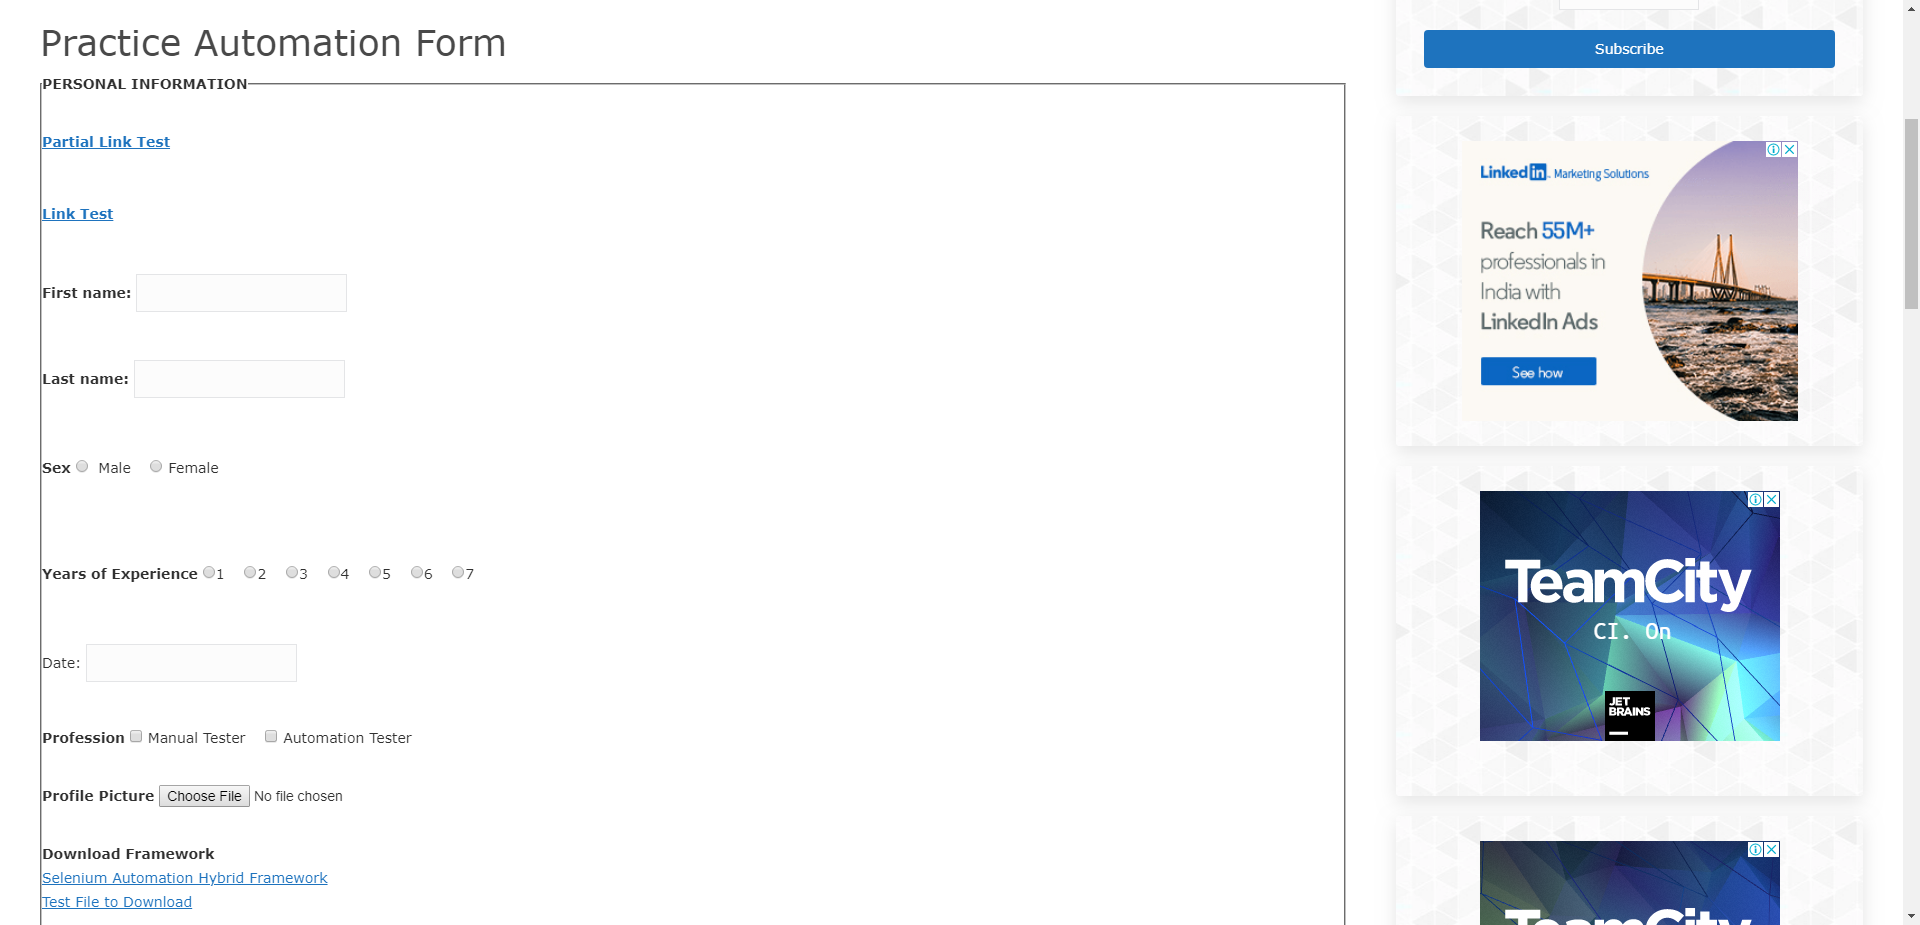 Practice Automation Form
PERSONAL INFORMATION
Partial Link Test
Link Test
First name:
Last name:
Sex Male Female
Years of Experience 1 2 3 4 5 6 7
Date:
Profession Manual Tester Automation Tester
Profile Picture Choose File No file chosen
Download Framework
Selenium Automation Hybrid Framework
Test File to Download
Subscribe
Linked in Marketing Solutions
Reach 55M+
professionals in
India with
LinkedIn Ads
See how
TeamCity
CI. On
JET
BRAINS
TeamCity